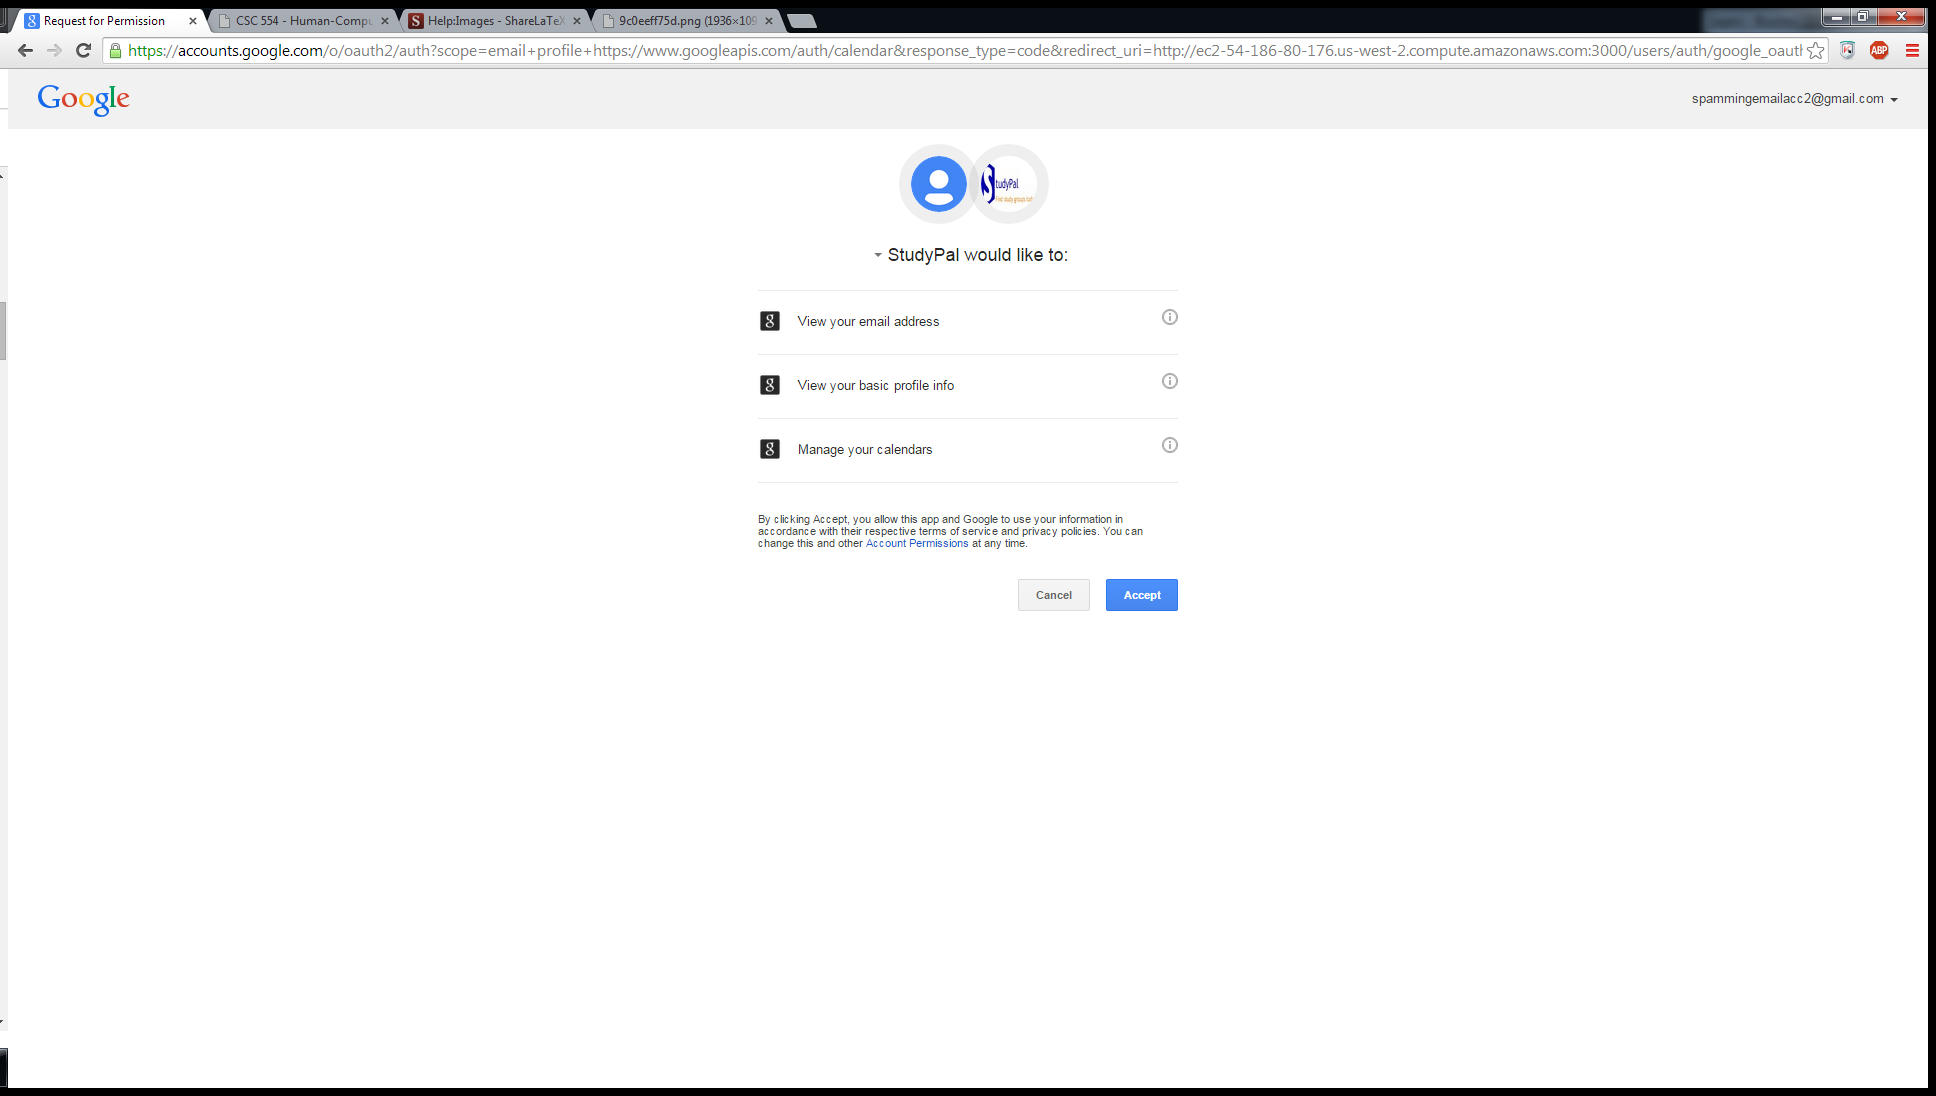 Request for Permission
CSC 554 - Human-Compu
Help:Images - ShareLaTeX
9c0eeff75d.png (1936×109
https://accounts.google.com/o/oauth2/auth?scope=email+profile+https://www.googleapis.com/auth/calendar&response_type=code&redirect_uri=http://ec2-54-186-80-176.us-west-2.compute.amazonaws.com:3000/users/auth/google_oauth
ABP
Google
spammingemailacc2@gmail.com
StudyPal
StudyPal would like to:
g View your email address
g View your basic profile info
g Manage your calendars
By clicking Accept, you allow this app and Google to use your information in
accordance with their respective terms of service and privacy policies. You can
change this and other Account Permissions at any time.
Cancel
Accept